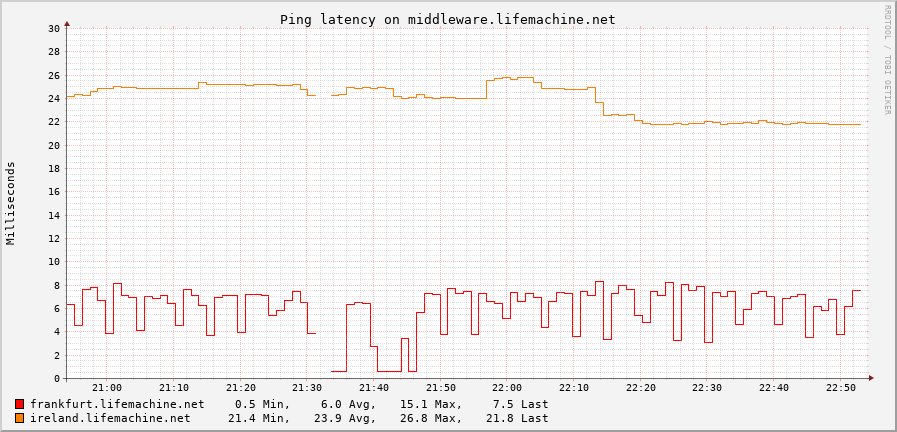 Ping latency on middleware.lifemachine.net
RRDTOOL / TOBI OETIKER
Milliseconds
30
28
26
24
22
20
18
16
14
12
10
8
6
4
2
0
21:00 21:10 21:20 21:30 21:40 21:50 22:00 22:10 22:20 22:30 22:40 22:50
frankfurt.lifemachine.net 0.5 Min, 6.0 Avg, 15.1 Max, 7.5 Last
ireland.lifemachine.net 21.4 Min, 23.9 Avg, 26.8 Max, 21.8 Last